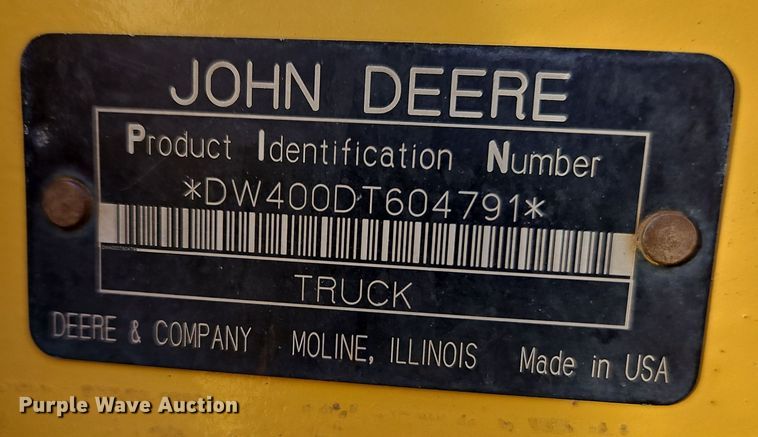 JOHN DEERE
Product Identification Number
*DW400DT604791*
TRUCK
DEERE & COMPANY MOLINE, ILLINOIS Made in USA
Purple Wave Auction